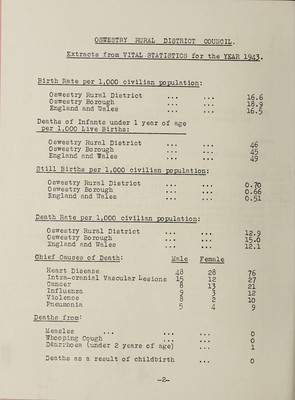 OSWESTRY RURAL DISTRICT COUNCIL.
Extracts from VITAL STATISTICS for the YEAR 1943.
Birth Rate per 1,000 civilian population:
Oswestry Rural District ... ... 16.6
Oswestry Borough ... ... 18.9
England and Wales ... ... 16.5
Deaths of Infants under 1 year of age
per 1,000 Live Births:
Oswestry Rural District ... ... 46
Oswestry Borough ... ... 45
England and Wales ... ... 49
Still Births per 1,000 civilian population:
Oswestry Rural District ... ... 0.70
Oswestry Borough ... ... 0.66
England and Wales ... ... 0.51
Death Rate per 1,000 civilian population:
Oswestry Rural District ... ... 12.9
Oswestry Borough ... ... 15.0
England and Wales ... ... 12.1
Chief Causes of Death: Male Female
Heart Disease 48 28 76
Intra-cranial Vascular Lesions 15 12 27
Cancer 8 13 21
Influenza 9 3 12
Violence 8 2 10
Pneumonia 5 4 9
Deaths from:
Measles ... ... ... 0
Whooping Cough ... ... 0
Diarrhoea (under 2 years of age) ... 1
Deaths as a result of childbirth ... 0
-2-